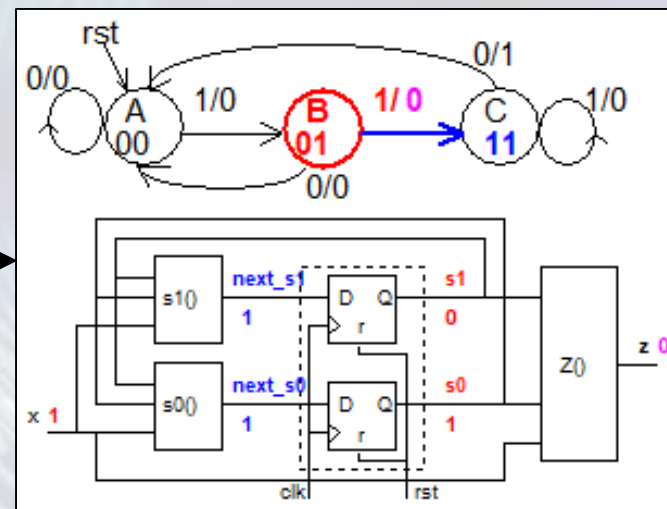 rst
0/0
A
00
1/0
B
01
1/ 0
0/1
C
11
1/0
0/0
s1()
next_s1
1
D Q
r
s1
0
s0()
next_s0
1
D Q
r
s0
1
Z()
z 0
x 1
clk
rst